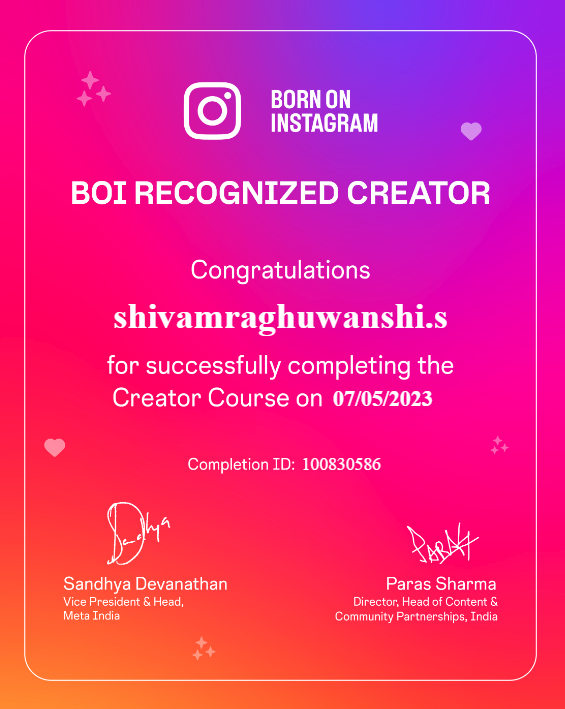 BORN ON
INSTAGRAM
BOI RECOGNIZED CREATOR
Congratulations
shivamraghuwanshi.s
for successfully completing the
Creator Course on 07/05/2023
Completion ID: 100830586
Sandhya
PARAS
Sandhya Devanathan
Vice President & Head,
Meta India
Paras Sharma
Director, Head of Content &
Community Partnerships, India